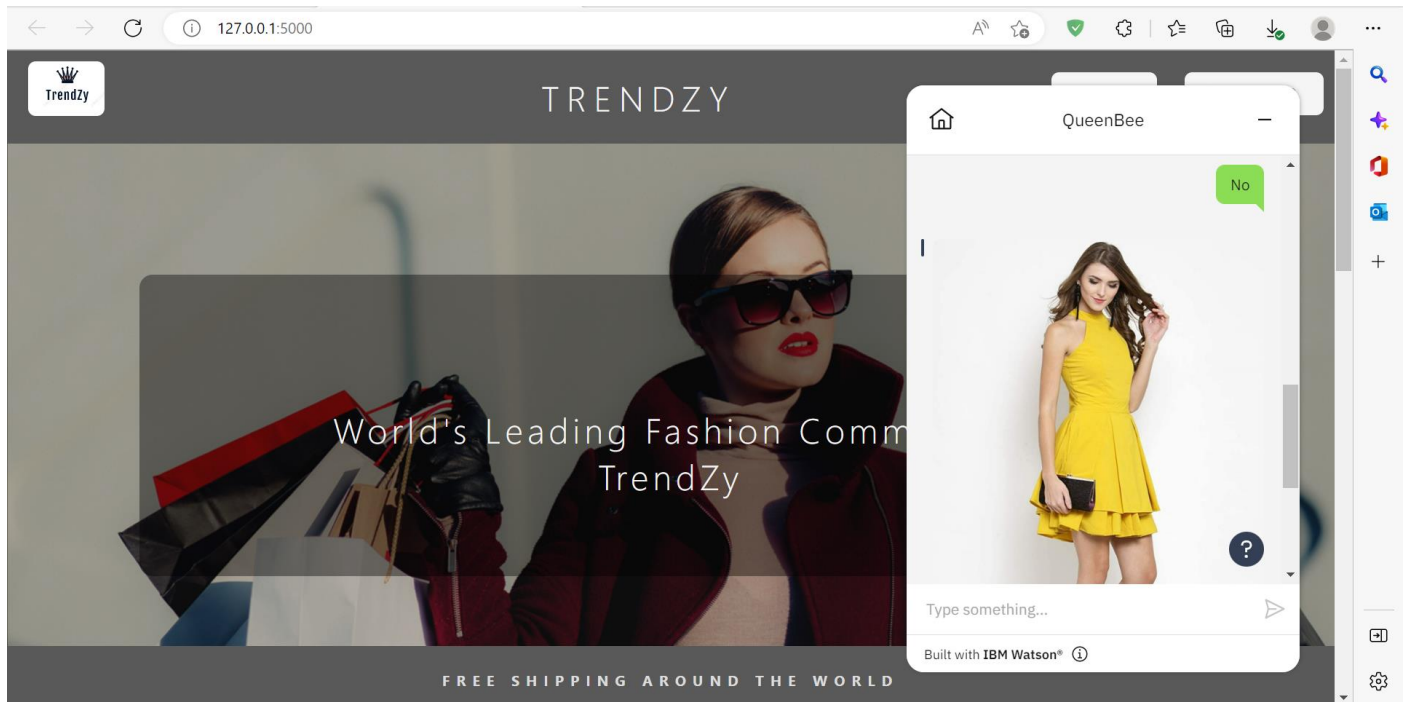 127.0.0.1:5000
TrendZy
TRENDZY
QueenBee
No
World's Leading Fashion Comm
TrendZy
?
Type something...
Built with IBM Watson®
FREE SHIPPING AROUND THE WORLD